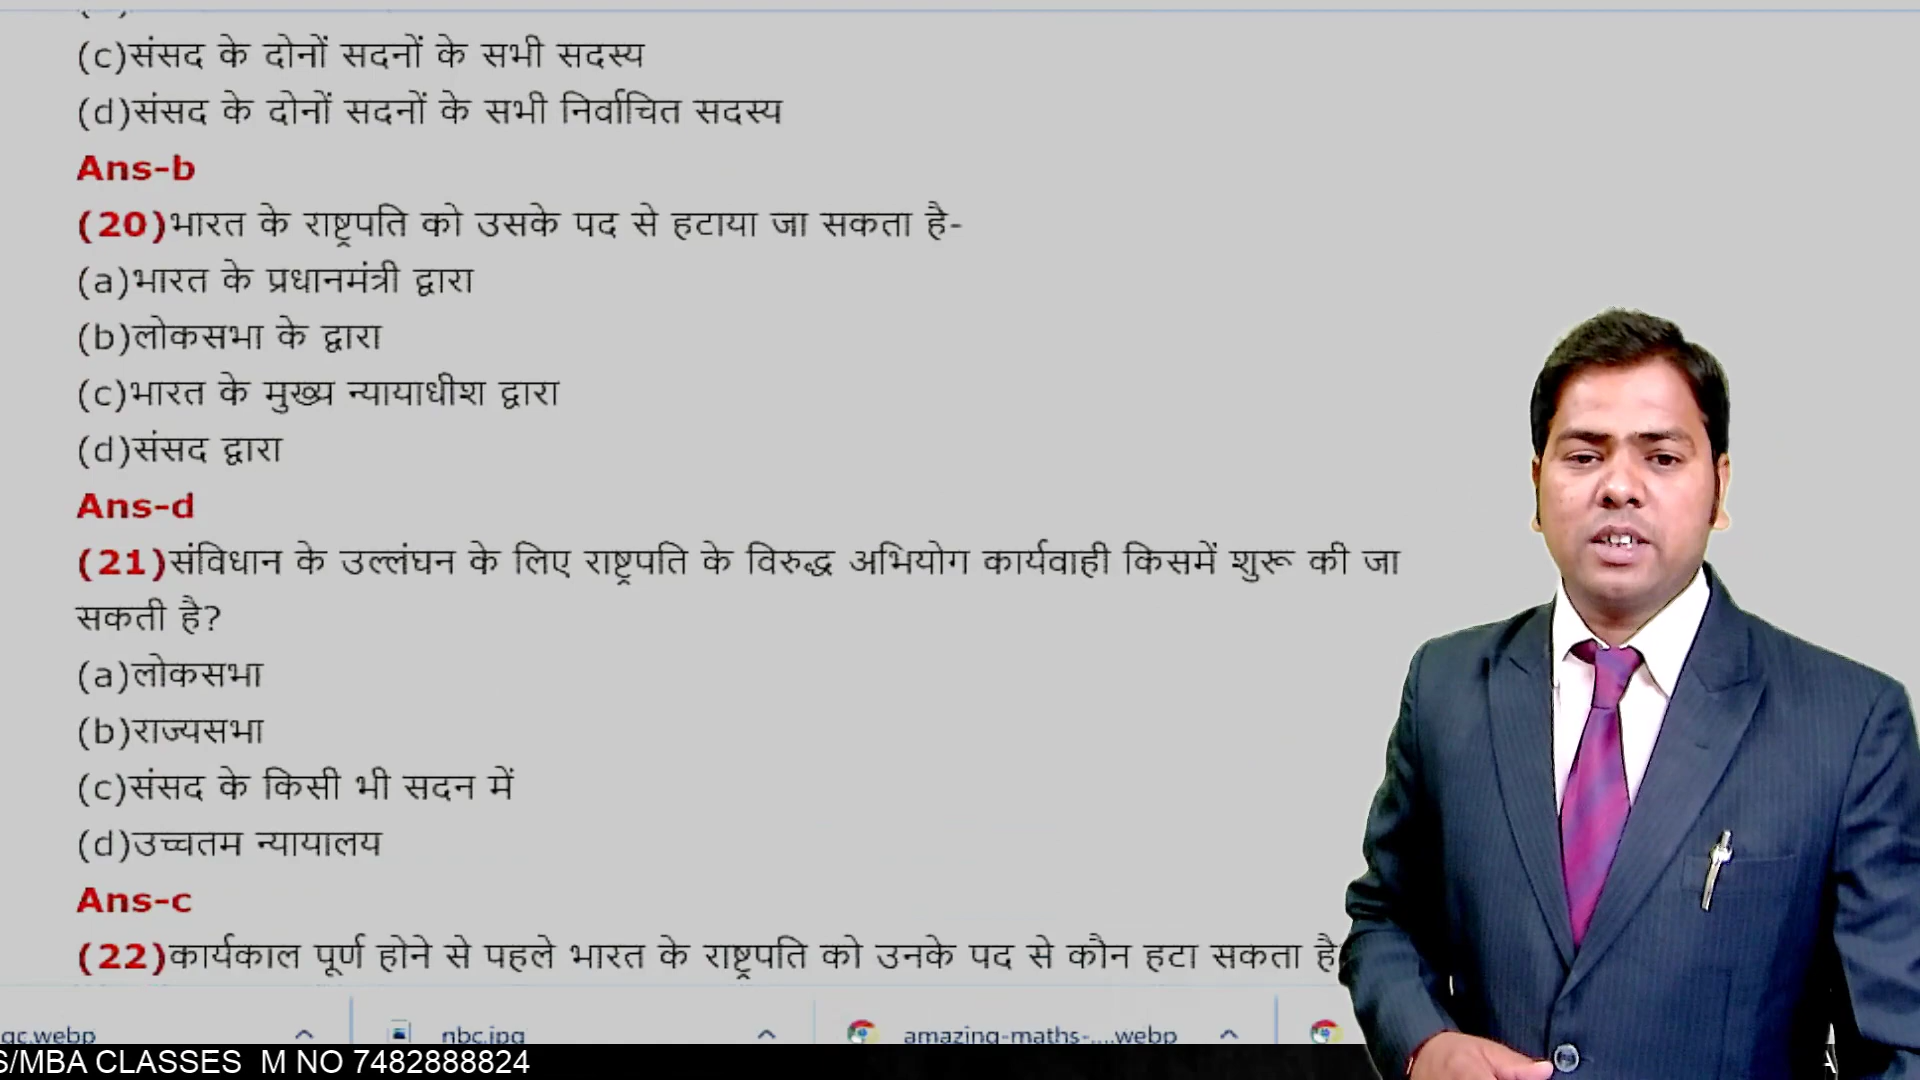 (c)संसद के दोनों सदनों के सभी सदस्य
(d)संसद के दोनों सदनों के सभी निर्वाचित सदस्य
Ans-b
(20)भारत के राष्ट्रपति को उसके पद से हटाया जा सकता है-
(a)भारत के प्रधानमंत्री द्वारा
(b)लोकसभा के द्वारा
(c)भारत के मुख्य न्यायाधीश द्वारा
(d)संसद द्वारा
Ans-d
(21)संविधान के उल्लंघन के लिए राष्ट्रपति के विरुद्ध अभियोग कार्यवाही किसमें शुरू की जा
सकती है?
(a)लोकसभा
(b)राज्यसभा
(c)संसद के किसी भी सदन में
(d)उच्चतम न्यायालय
Ans-c
(22)कार्यकाल पूर्ण होने से पहले भारत के राष्ट्रपति को उनके पद से कौन हटा सकता है
gc.webp nbc.jpg amazing-maths-....webp
S/MBA CLASSES M NO 7482888824